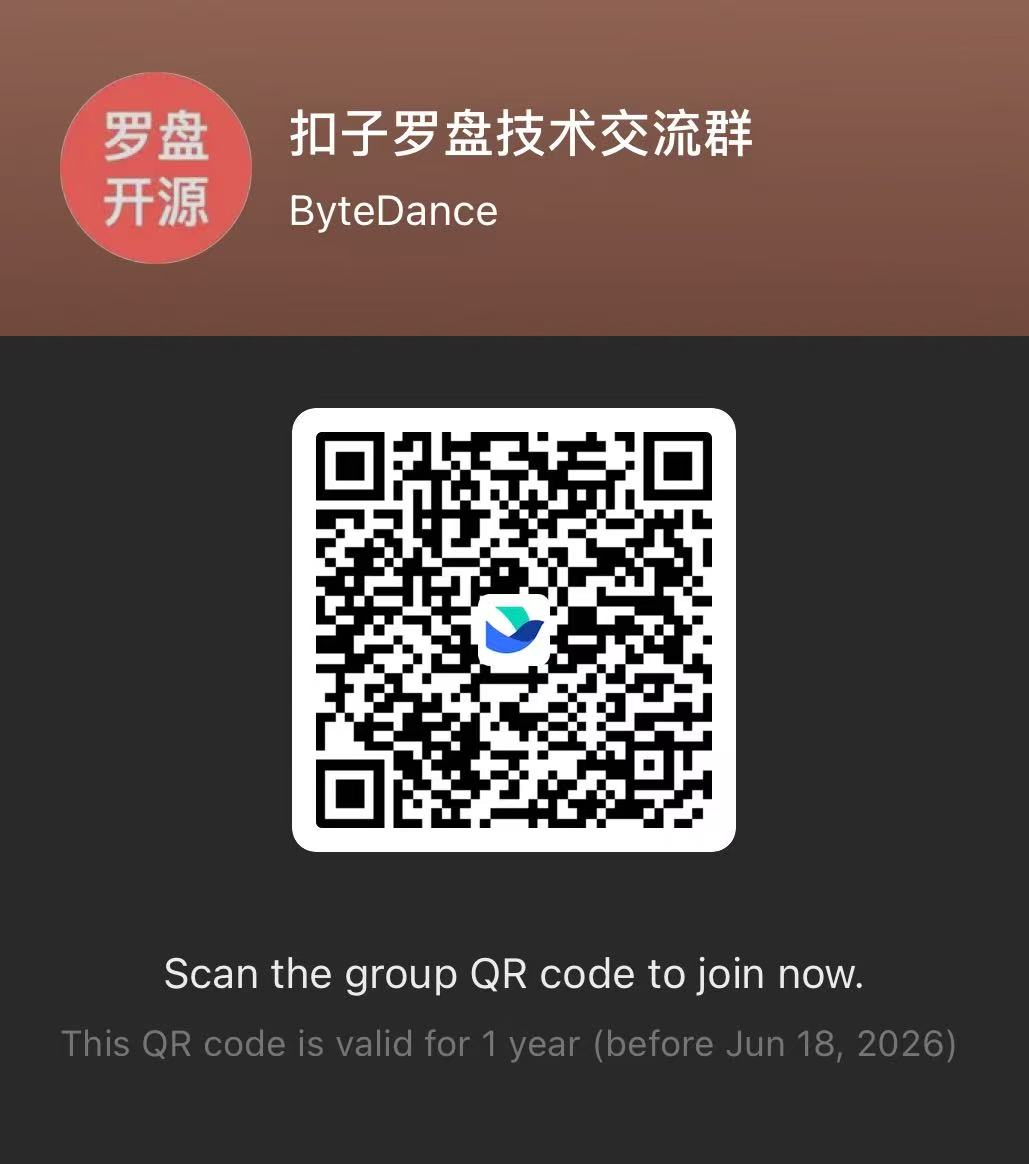 罗盘
开源
扣子罗盘技术交流群
ByteDance
Scan the group QR code to join now.
This QR code is valid for 1 year (before Jun 18, 2026)